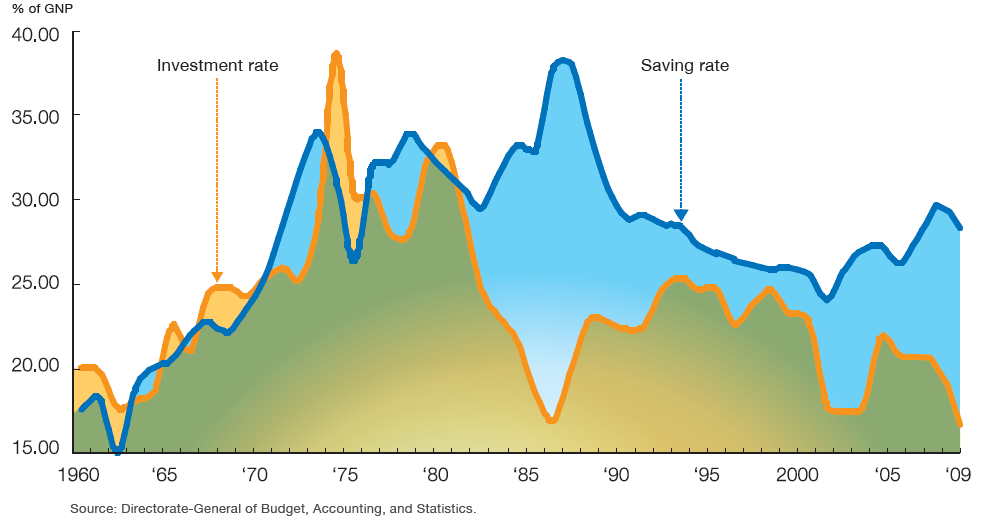 % of GNP
40.00
Investment rate
Saving rate
35.00
30.00
25.00
20.00
15.00
1960 ‘65 ‘70 ‘75 ‘80 ‘85 ‘90 ‘95 2000 ‘05 ‘09
Source: Directorate-General of Budget, Accounting, and Statistics.